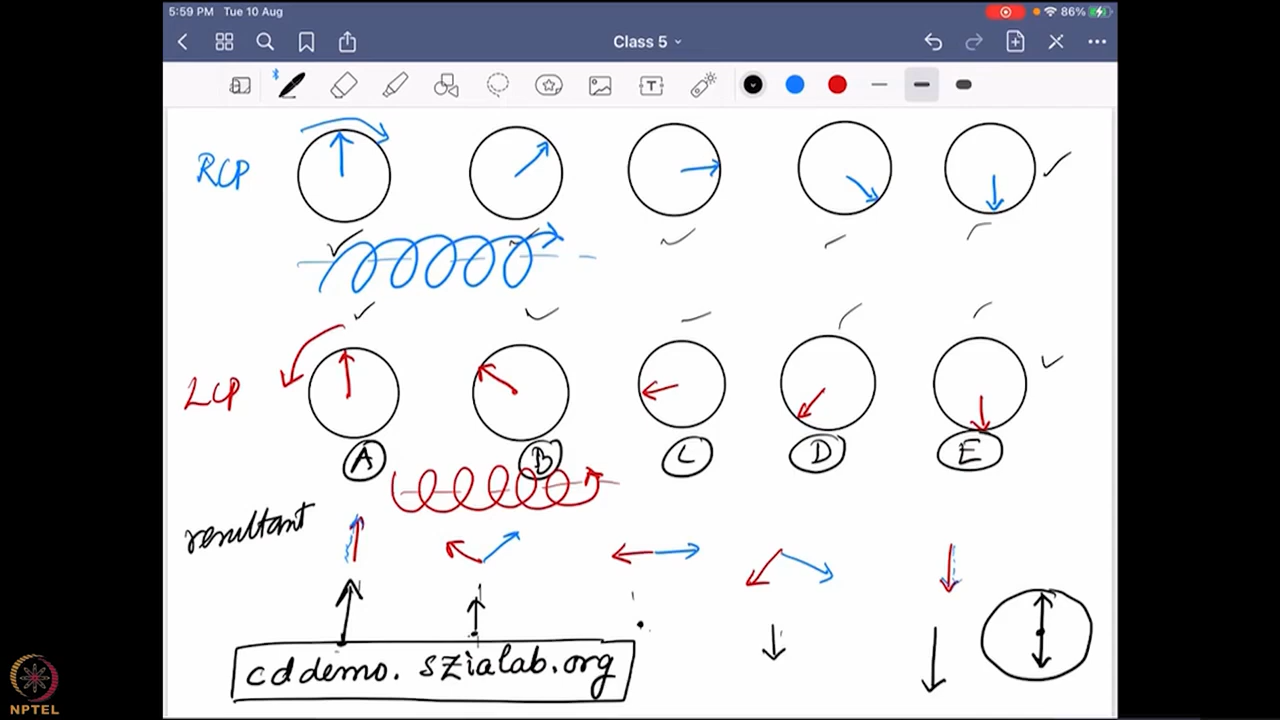 5:59 PM Tue 10 Aug 86%
Class 5
T
RCP
LCP
A B C D E
resultant
cddemo.szialab.org
NPTEL